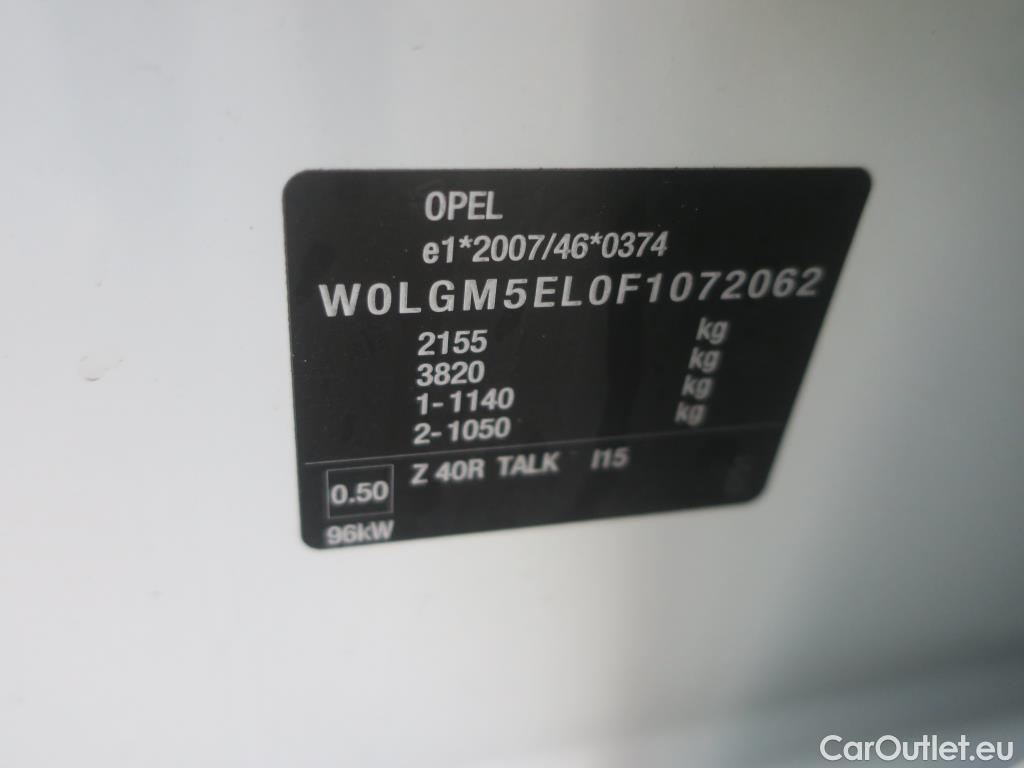 OPEL
e1*2007/46*0374
W0LGM5EL0F1072062
2155 kg
3820 kg
1-1140 kg
2-1050 kg
0.50 Z 40R TALK I15
96kW
CarOutlet.eu